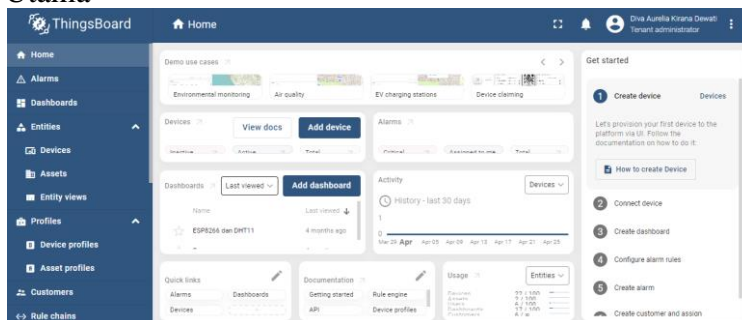 Utama
ThingsBoard
Home
Diva Aurelia Kirana Dewati
Tenant administrator
Home
Alarms
Dashboards
Entities
Devices
Assets
Entity views
Profiles
Device profiles
Asset profiles
Customers
Rule chains
Demo use cases
Environmental monitoring
Air quality
EV charging stations
Device claiming
Devices
View docs
Add device
Inactive
Active
Total
Alarms
Critical
Assigned to me
Total
Dashboards
Last viewed
Add dashboard
Name
Last viewed
ESP8266 dan DHT11
4 months ago
Activity
Devices
History - last 30 days
1
0
Mar 29 Apr Apr 05 Apr 09 Apr 13 Apr 17 Apr 21 Apr 25
Quick links
Alarms
Dashboards
Devices
Documentation
Getting started
Rule engine
API
Device profiles
Usage
Entities
Devices 22 / 100
Get started
1 Create device
Devices
Let's provision your first device to the
platform via UI. Follow the
documentation on how to do it:
How to create Device
2 Connect device
3 Create dashboard
4 Configure alarm rules
5 Create alarm
Create customer and assign